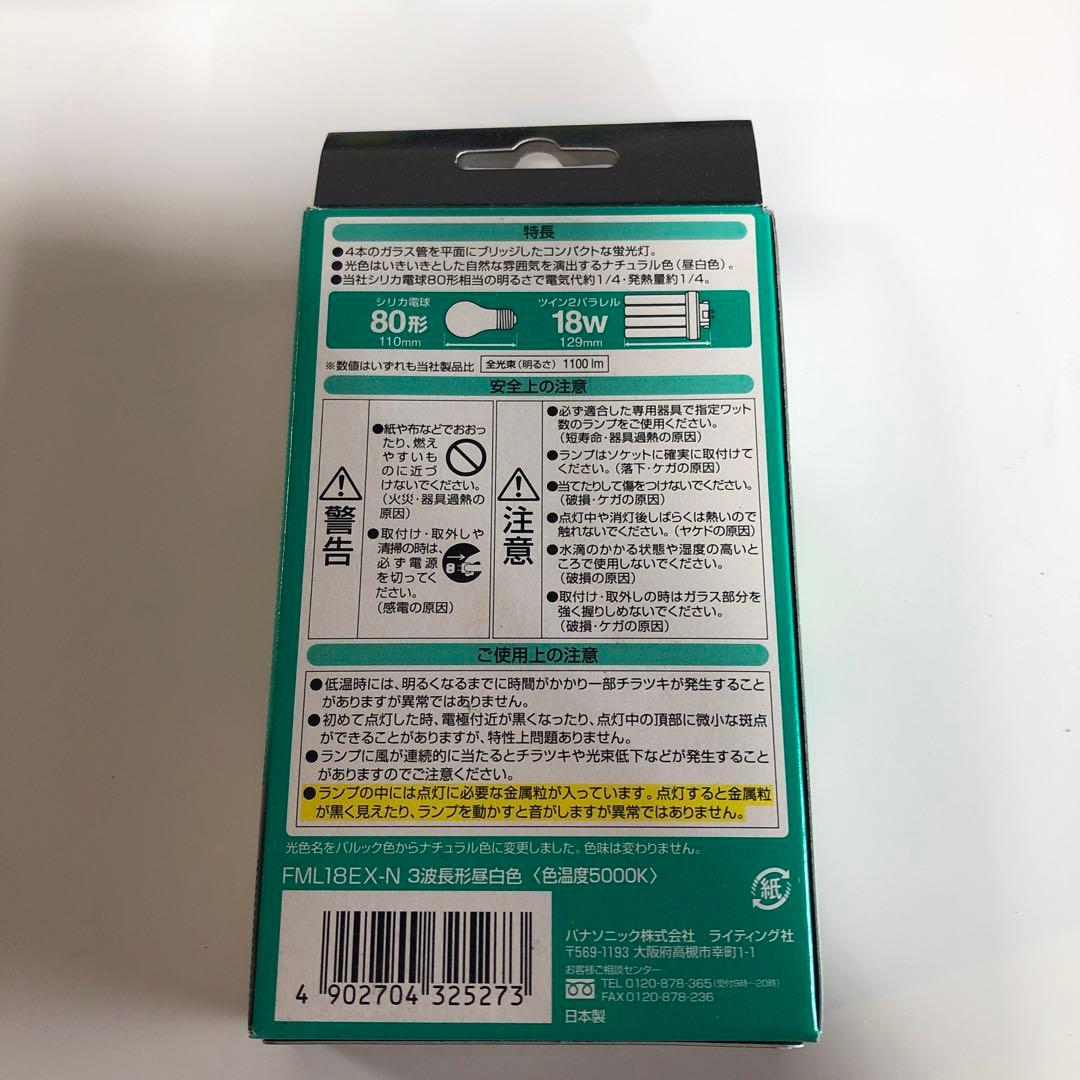 特長
●4本のガラス管を平面にブリッジしたコンパクトな蛍光灯。
●光色はいきいきとした自然な雰囲気を演出するナチュラル色(昼白色)。
●当社シリカ電球80形相当の明るさで電気代約1/4・発熱量約1/4。
シリカ電球
80形
110mm
ツイン2パラレル
18W
129mm
※数値はいずれも当社製品比
全光束(明るさ) 1100 lm
安全上の注意
警告
●紙や布などでおおっ
たり、燃え
やすいも
のに近づ
けないでください。
(火災・器具過熱の
原因)
●取付け・取外しや
清掃の時は、
必ず電源
を切ってく
ださい。
(感電の原因)
注意
●必ず適合した専用器具で指定ワット
数のランプをご使用ください。
(短寿命・器具過熱の原因)
●ランプはソケットに確実に取付けて
ください。(落下・ケガの原因)
●当てたりして傷をつけないでください。
(破損・ケガの原因)
●点灯中や消灯後しばらくは熱いので
触れないでください。(ヤケドの原因)
●水滴のかかる状態や湿度の高いと
ころで使用しないでください。
(破損の原因)
●取付け・取外しの時はガラス部分を
強く握りしめないでください。
(破損・ケガの原因)
ご使用上の注意
●低温時には、明るくなるまでに時間がかかり一部チラツキが発生すること
がありますが異常ではありません。
●初めて点灯した時、電極付近が黒くなったり、点灯中の頂部に微小な斑点
ができることがありますが、特性上問題ありません。
●ランプに風が連続的に当たるとチラツキや光束低下などが発生すること
がありますのでご注意ください。
●ランプの中には点灯に必要な金属粒が入っています。点灯すると金属粒
が黒く見えたり、ランプを動かすと音がしますが異常ではありません。
光色名をパルック色からナチュラル色に変更しました。色味は変わりません。
FML18EX-N 3波長形昼白色〈色温度5000K〉
紙
4 902704 325273
パナソニック株式会社 ライティング社
〒569-1193 大阪府高槻市幸町1-1
お客様ご相談センター
TEL 0120-878-365(受付9時〜20時)
FAX 0120-878-236
日本製